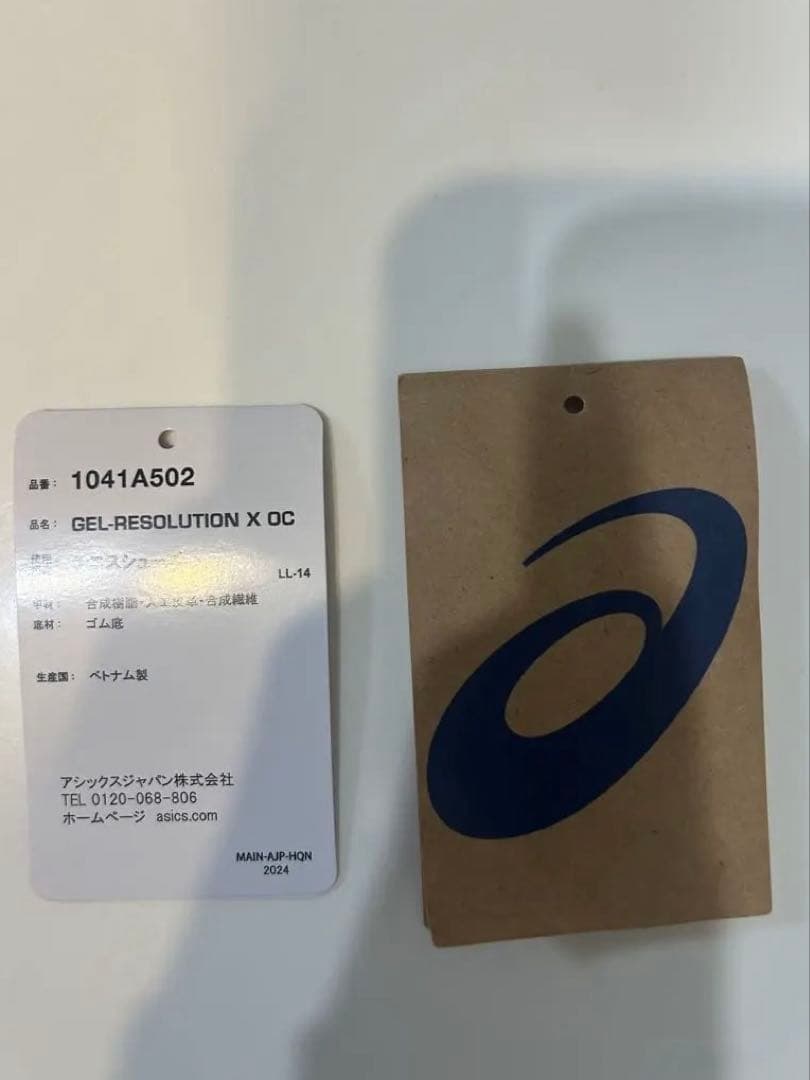 品番: 1041A502
品名: GEL-RESOLUTION X OC
LL-14
合成樹脂・人工皮革・合成繊維
底材: ゴム底
生産国: ベトナム製
アシックスジャパン株式会社
TEL 0120-068-806
ホームページ asics.com
MAIN-AJP-HQN
2024